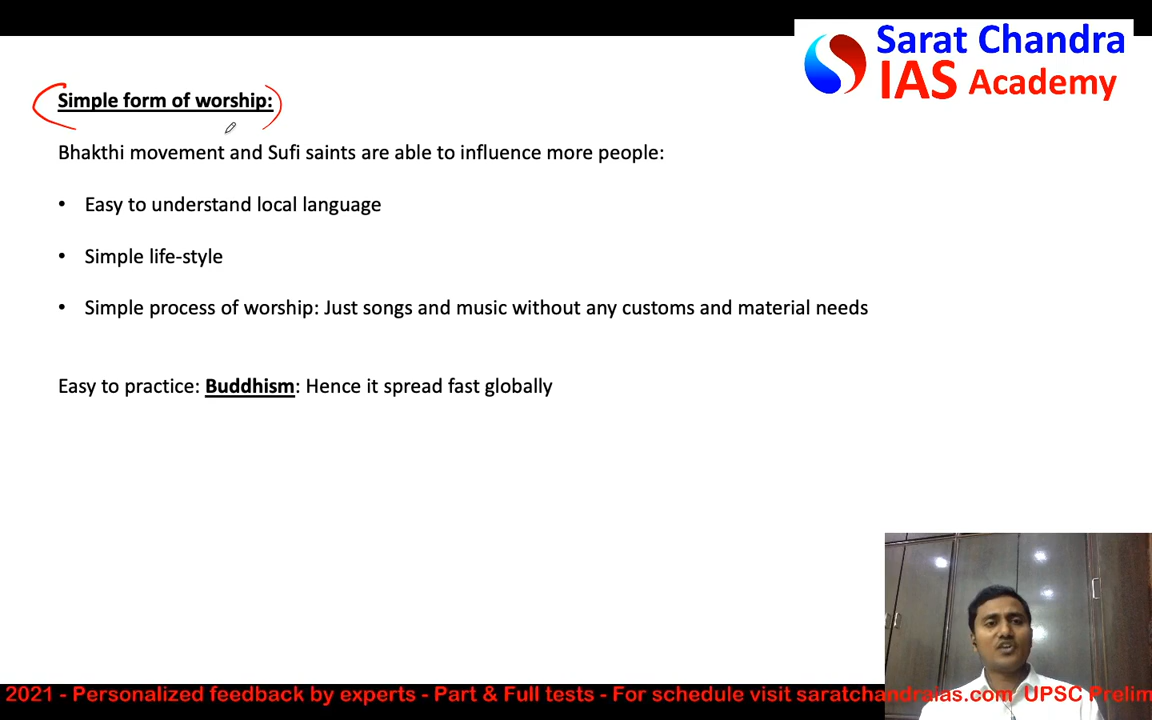 Sarat Chandra
IAS Academy
Simple form of worship:
Bhakthi movement and Sufi saints are able to influence more people:
• Easy to understand local language
• Simple life-style
• Simple process of worship: Just songs and music without any customs and material needs
Easy to practice: Buddhism: Hence it spread fast globally
2021 - Personalized feedback by experts - Part & Full tests - For schedule visit saratchandraias.com UPSC Prelim